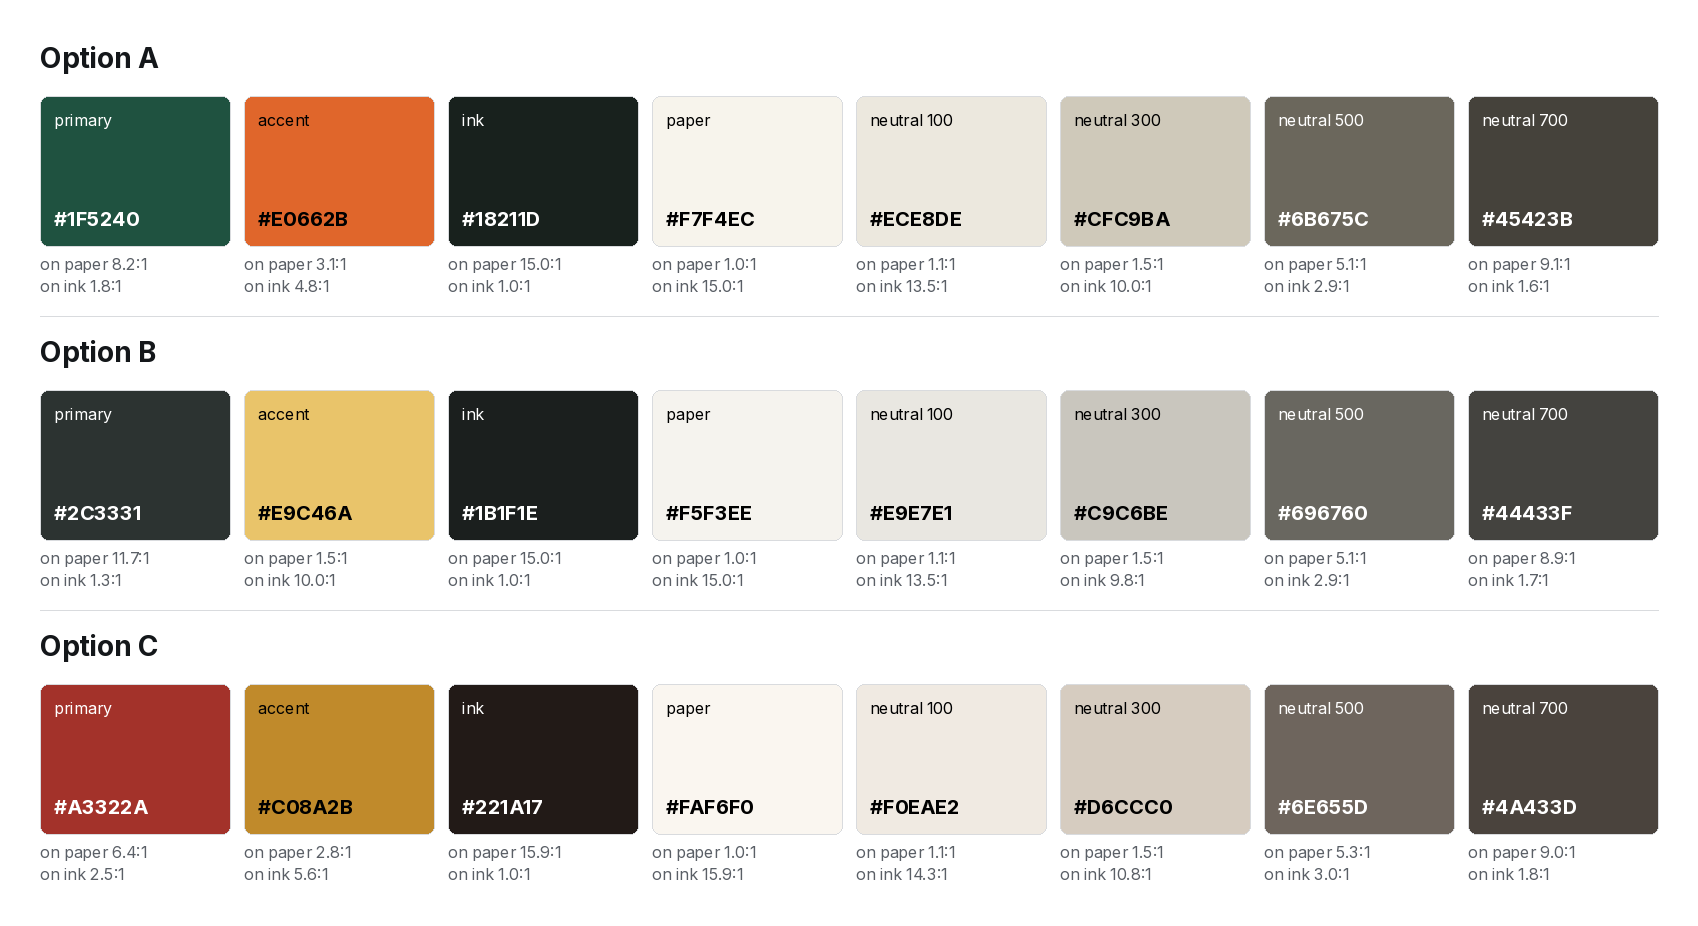 Option A
primary
accent
ink
paper
neutral 100
neutral 300
neutral 500
neutral 700
#1F5240
#E0662B
#18211D
#F7F4EC
#ECE8DE
#CFC9BA
#6B675C
#45423B
on paper 8.2:1
on paper 3.1:1
on paper 15.0:1
on paper 1.0:1
on paper 1.1:1
on paper 1.5:1
on paper 5.1:1
on paper 9.1:1
on ink 1.8:1
on ink 4.8:1
on ink 1.0:1
on ink 15.0:1
on ink 13.5:1
on ink 10.0:1
on ink 2.9:1
on ink 1.6:1
Option B
primary
accent
ink
paper
neutral 100
neutral 300
neutral 500
neutral 700
#2C3331
#E9C46A
#1B1F1E
#F5F3EE
#E9E7E1
#C9C6BE
#696760
#44433F
on paper 11.7:1
on paper 1.5:1
on paper 15.0:1
on paper 1.0:1
on paper 1.1:1
on paper 1.5:1
on paper 5.1:1
on paper 8.9:1
on ink 1.3:1
on ink 10.0:1
on ink 1.0:1
on ink 15.0:1
on ink 13.5:1
on ink 9.8:1
on ink 2.9:1
on ink 1.7:1
Option C
primary
accent
ink
paper
neutral 100
neutral 300
neutral 500
neutral 700
#A3322A
#C08A2B
#221A17
#FAF6F0
#F0EAE2
#D6CCC0
#6E655D
#4A433D
on paper 6.4:1
on paper 2.8:1
on paper 15.9:1
on paper 1.0:1
on paper 1.1:1
on paper 1.5:1
on paper 5.3:1
on paper 9.0:1
on ink 2.5:1
on ink 5.6:1
on ink 1.0:1
on ink 15.9:1
on ink 14.3:1
on ink 10.8:1
on ink 3.0:1
on ink 1.8:1